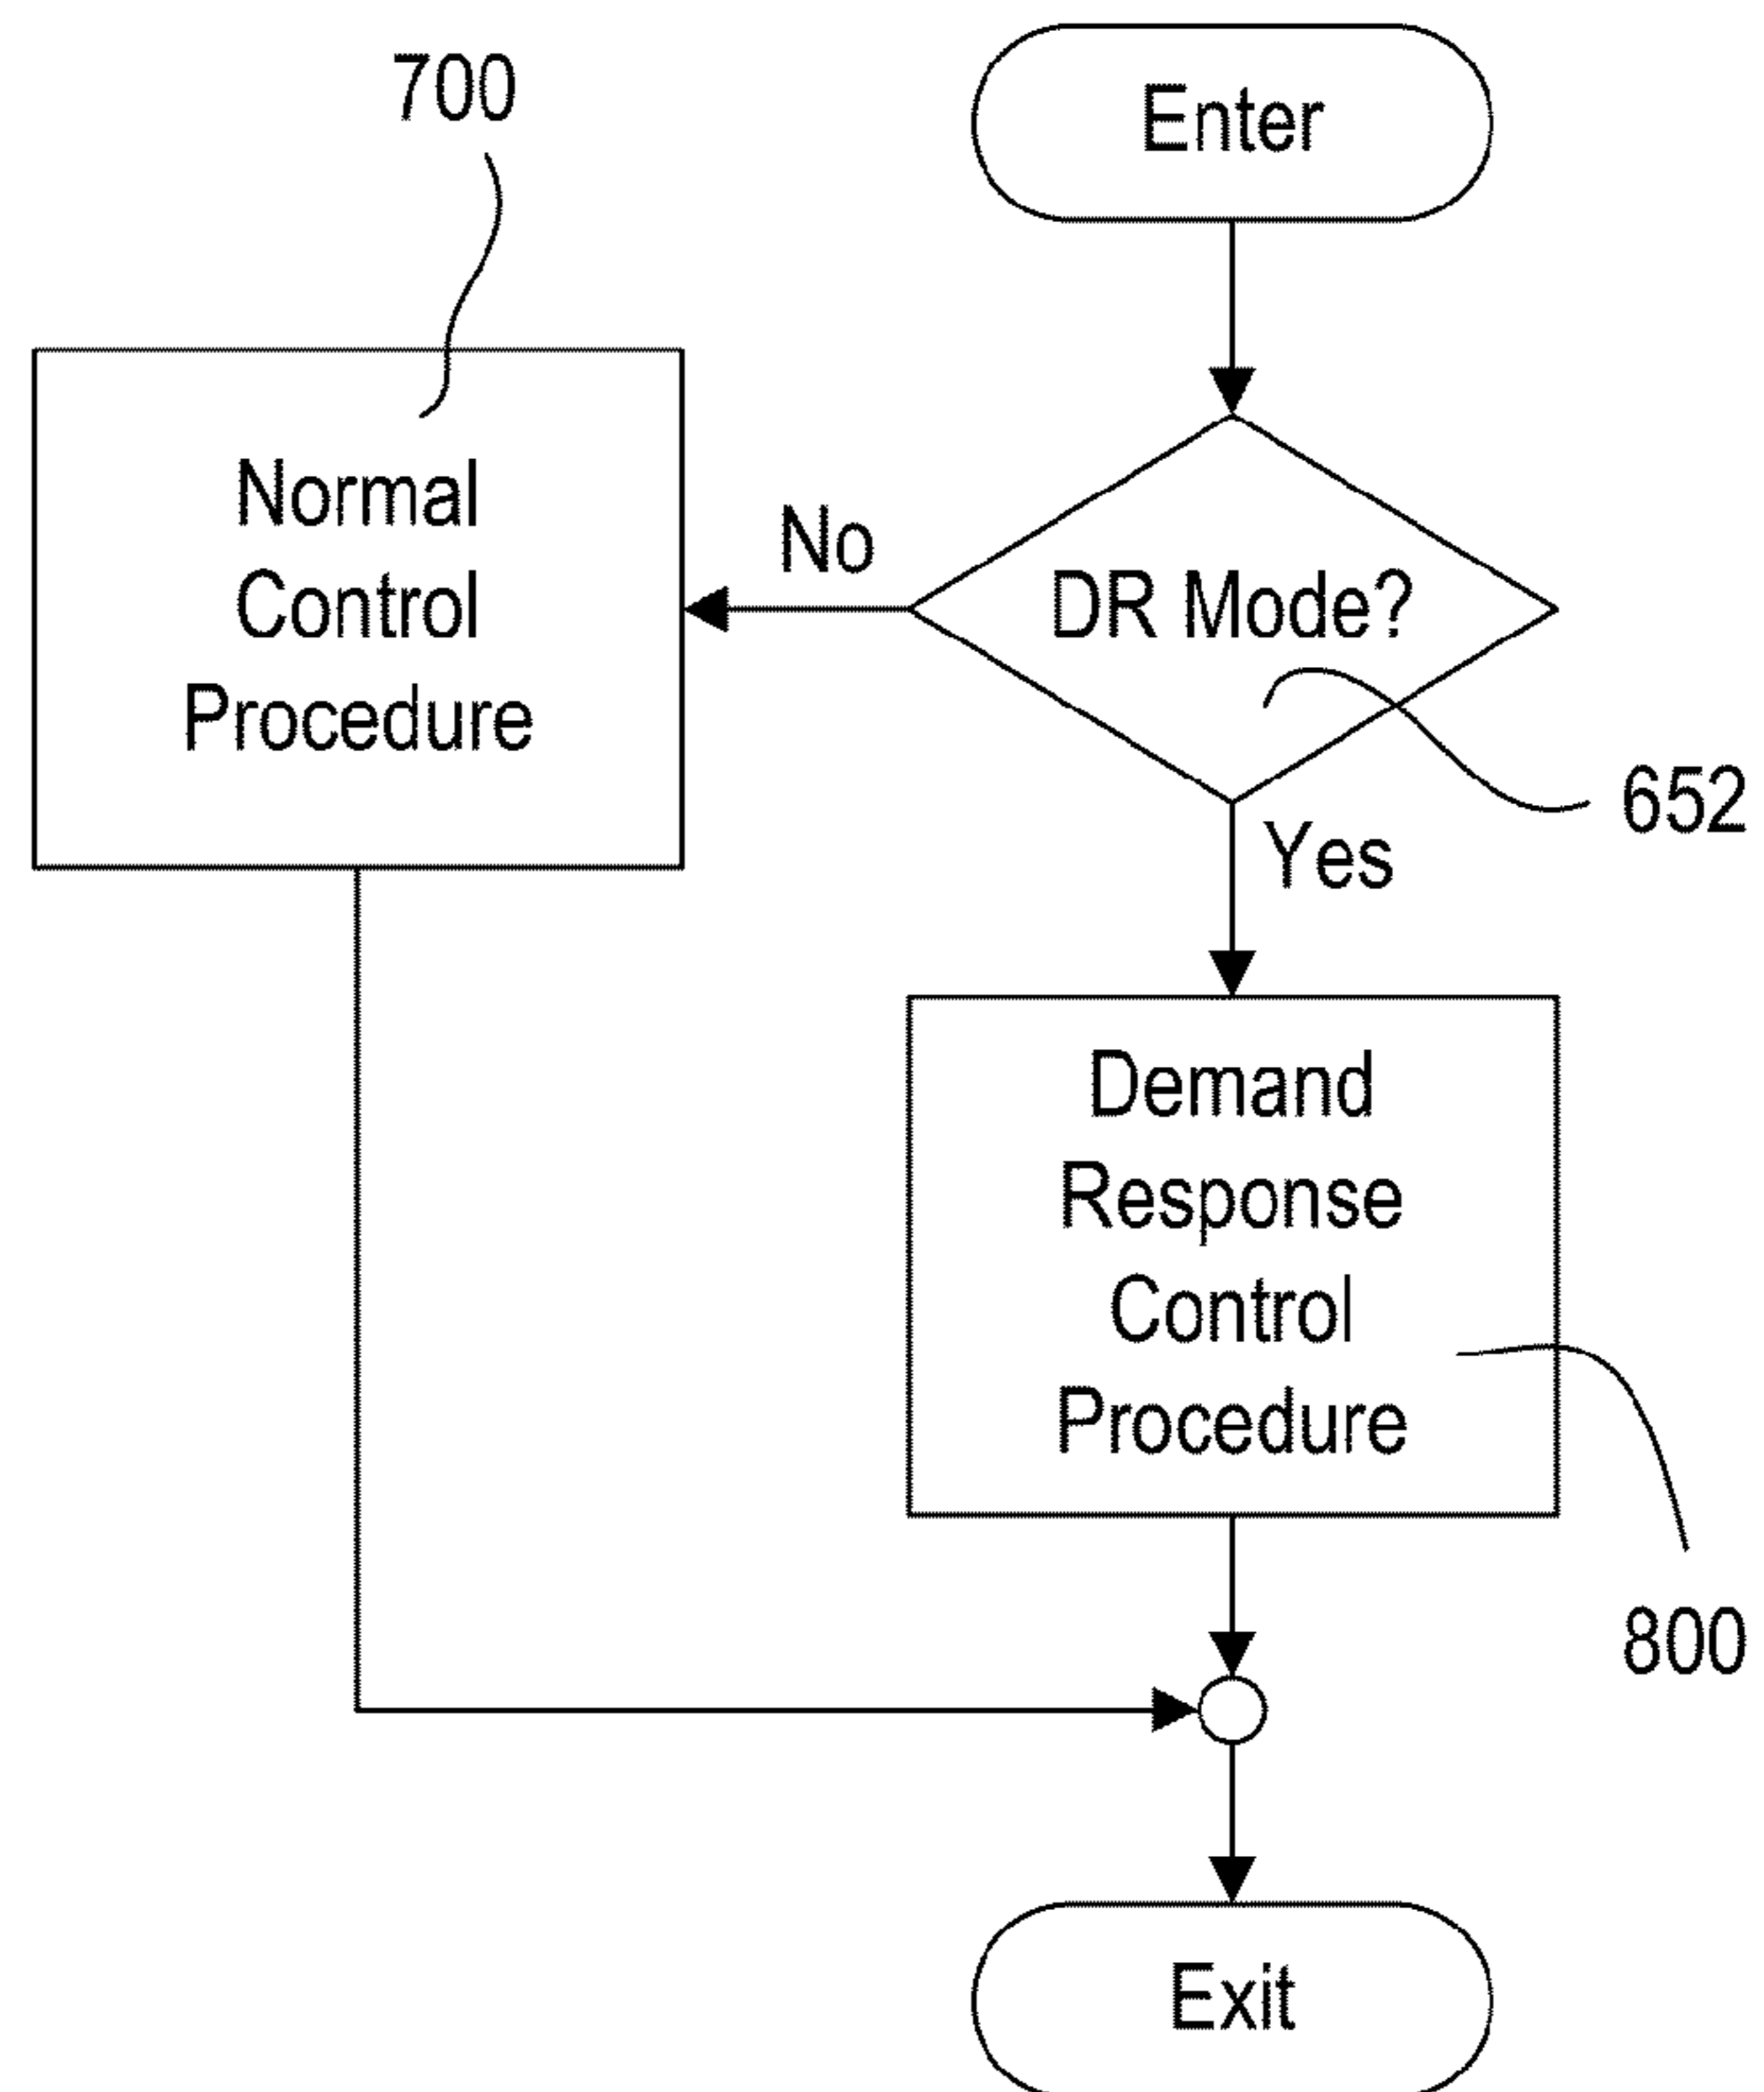 700
Enter
Normal
Control
Procedure
No
DR Mode?
652
Yes
Demand
Response
Control
Procedure
800
Exit